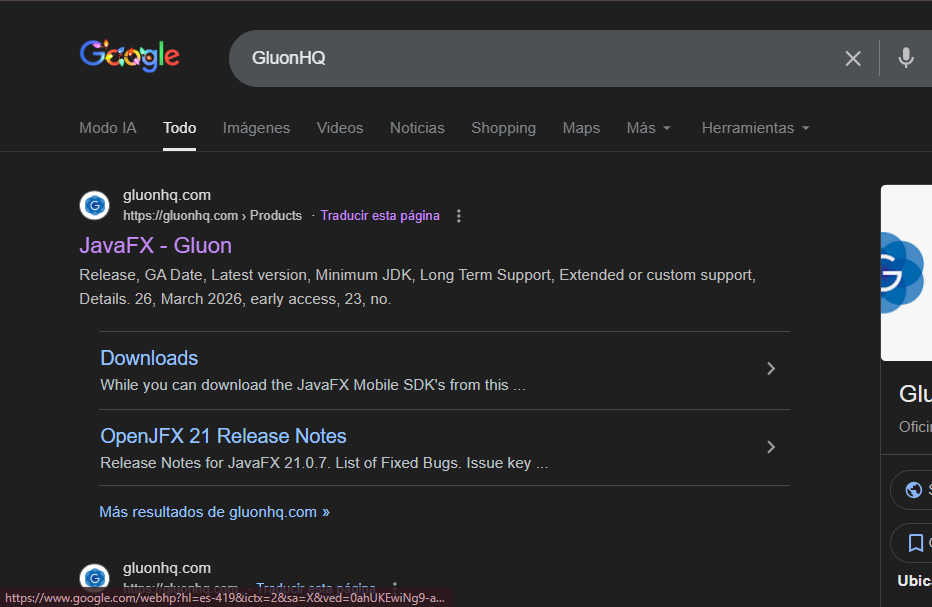 Google
GluonHQ
Modo IA Todo Imágenes Videos Noticias Shopping Maps Más Herramientas
gluonhq.com
https://gluonhq.com › Products · Traducir esta página
JavaFX - Gluon
Release, GA Date, Latest version, Minimum JDK, Long Term Support, Extended or custom support,
Details. 26, March 2026, early access, 23, no.
Downloads
While you can download the JavaFX Mobile SDK's from this ...
OpenJFX 21 Release Notes
Release Notes for JavaFX 21.0.7. List of Fixed Bugs. Issue key ...
Más resultados de gluonhq.com »
gluonhq.com
https://gluonhq.com Traducir esta página
https://www.google.com/webhp?hl=es-419&ictx=2&sa=X&ved=0ahUKEwiNg9-a...
G
Glu
Ofici
Ubic